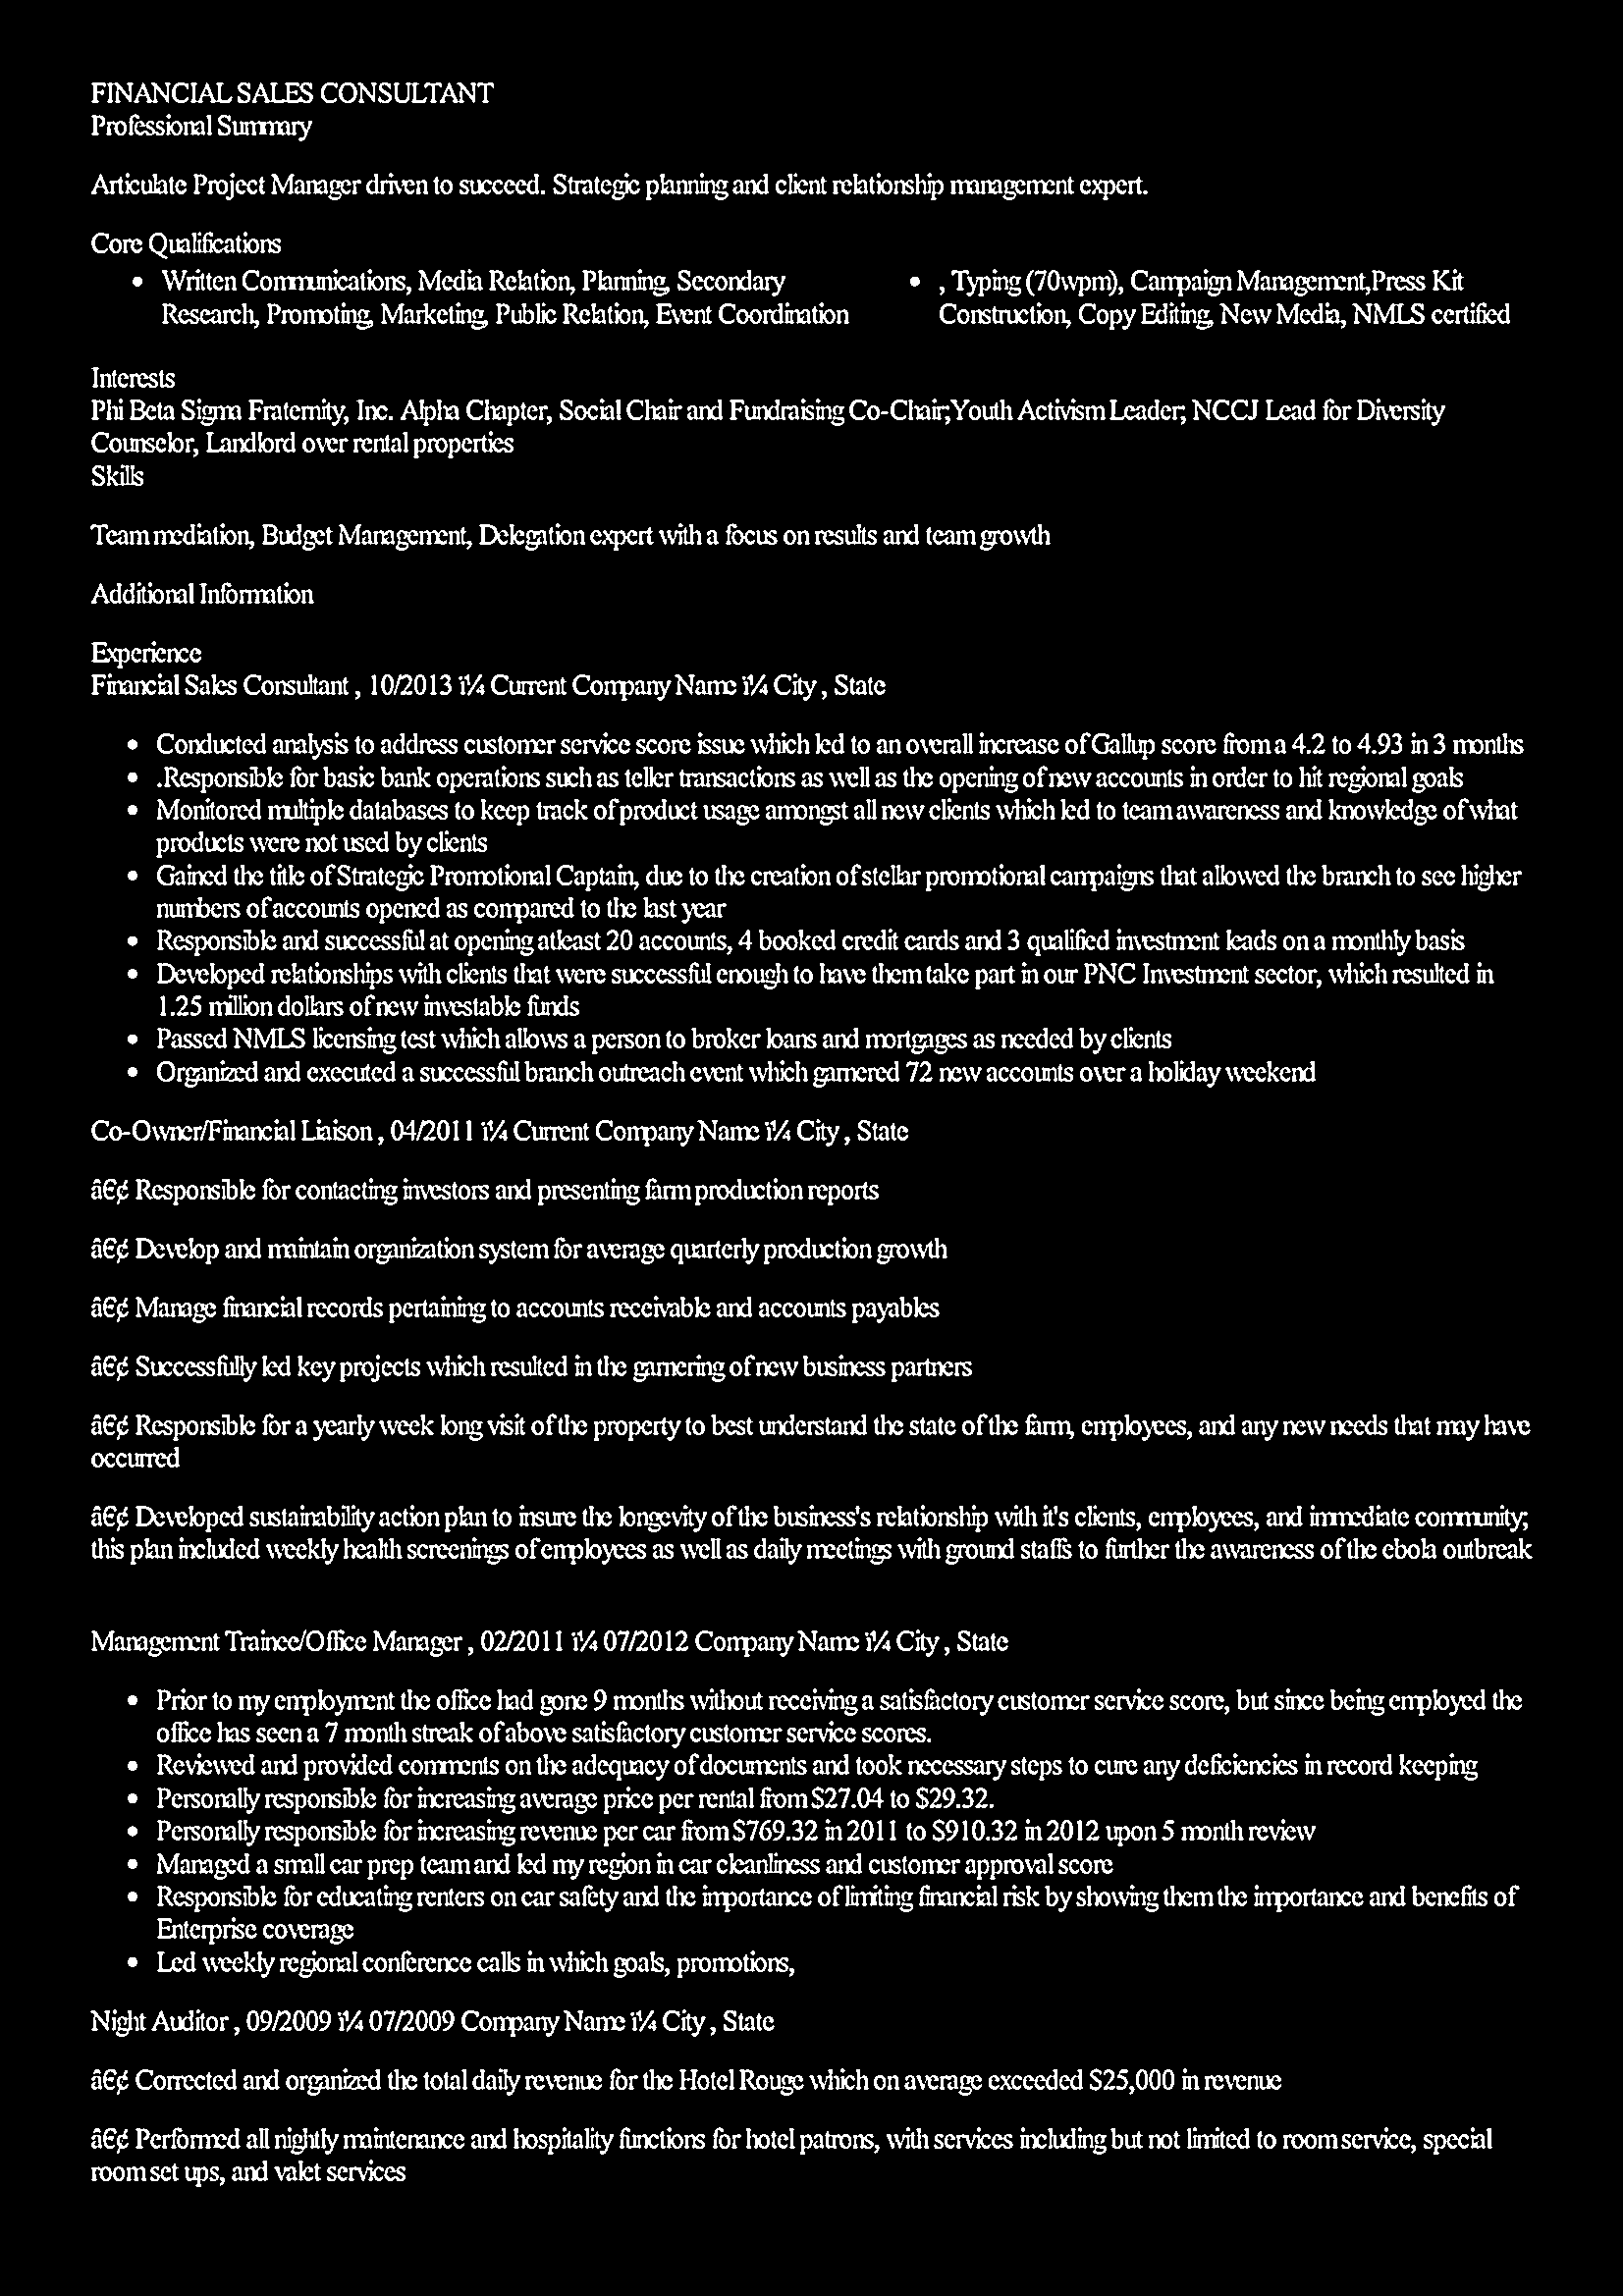 FINANCIAL SALES CONSULTANT
Professional Summary
Articulate Project Manager driven to succeed. Strategic planning and client relationship management expert.
Core Qualifications
• Written Communications, Media Relation, Planning, Secondary
Research, Promoting, Marketing, Public Relation, Event Coordination
• , Typing (70wpm), Campaign Management,Press Kit
Construction, Copy Editing, New Media, NMLS certified
Interests
Phi Beta Sigma Fraternity, Inc. Alpha Chapter, Social Chair and Fundraising Co-Chair;Youth Activism Leader; NCCJ Lead for Diversity
Counselor, Landlord over rental properties
Skills
Team mediation, Budget Management, Delegation expert with a focus on results and team growth
Additional Information
Experience
Financial Sales Consultant , 10/2013 ï¼ Current Company Name ï¼ City , State
• Conducted analysis to address customer service score issue which led to an overall increase of Gallup score from a 4.2 to 4.93 in 3 months
• .Responsible for basic bank operations such as teller transactions as well as the opening of new accounts in order to hit regional goals
• Monitored multiple databases to keep track of product usage amongst all new clients which led to team awareness and knowledge of what
products were not used by clients
• Gained the title of Strategic Promotional Captain, due to the creation of stellar promotional campaigns that allowed the branch to see higher
numbers of accounts opened as compared to the last year
• Responsible and successful at opening atleast 20 accounts, 4 booked credit cards and 3 qualified investment leads on a monthly basis
• Developed relationships with clients that were successful enough to have them take part in our PNC Investment sector, which resulted in
1.25 million dollars of new investable funds
• Passed NMLS licensing test which allows a person to broker loans and mortgages as needed by clients
• Organized and executed a successful branch outreach event which garnered 72 new accounts over a holiday weekend
Co-Owner/Financial Liaison , 04/2011 ï¼ Current Company Name ï¼ City , State
â€¢ Responsible for contacting investors and presenting farm production reports
â€¢ Develop and maintain organization system for average quarterly production growth
â€¢ Manage financial records pertaining to accounts receivable and accounts payables
â€¢ Successfully led key projects which resulted in the garnering of new business partners
â€¢ Responsible for a yearly week long visit of the property to best understand the state of the farm, employees, and any new needs that may have
occurred
â€¢ Developed sustainability action plan to insure the longevity of the business's relationship with it's clients, employees, and immediate community;
this plan included weekly health screenings of employees as well as daily meetings with ground staffs to further the awareness of the ebola outbreak
Management Trainee/Office Manager , 02/2011 ï¼ 07/2012 Company Name ï¼ City , State
• Prior to my employment the office had gone 9 months without receiving a satisfactory customer service score, but since being employed the
office has seen a 7 month streak of above satisfactory customer service scores.
• Reviewed and provided comments on the adequacy of documents and took necessary steps to cure any deficiencies in record keeping
• Personally responsible for increasing average price per rental from $27.04 to $29.32.
• Personally responsible for increasing revenue per car from $769.32 in 2011 to $910.32 in 2012 upon 5 month review
• Managed a small car prep team and led my region in car cleanliness and customer approval score
• Responsible for educating renters on car safety and the importance of limiting financial risk by showing them the importance and benefits of
Enterprise coverage
• Led weekly regional conference calls in which goals, promotions,
Night Auditor , 09/2009 ï¼ 07/2009 Company Name ï¼ City , State
â€¢ Corrected and organized the total daily revenue for the Hotel Rouge which on average exceeded $25,000 in revenue
â€¢ Performed all nightly maintenance and hospitality functions for hotel patrons, with services including but not limited to room service, special
room set ups, and valet services